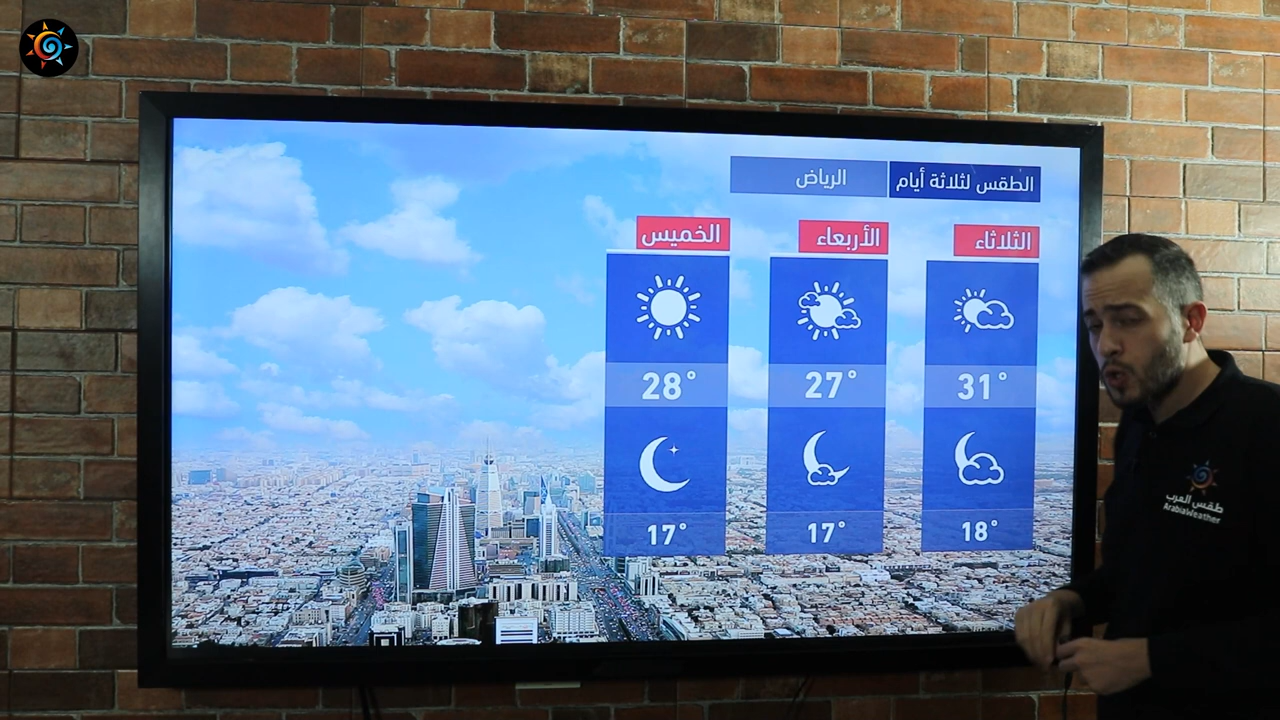 الطقس لثلاثة أيام
الرياض
الثلاثاء
الأربعاء
الخميس
31°
27°
28°
18°
17°
17°
طقس العرب
ArabiaWeather